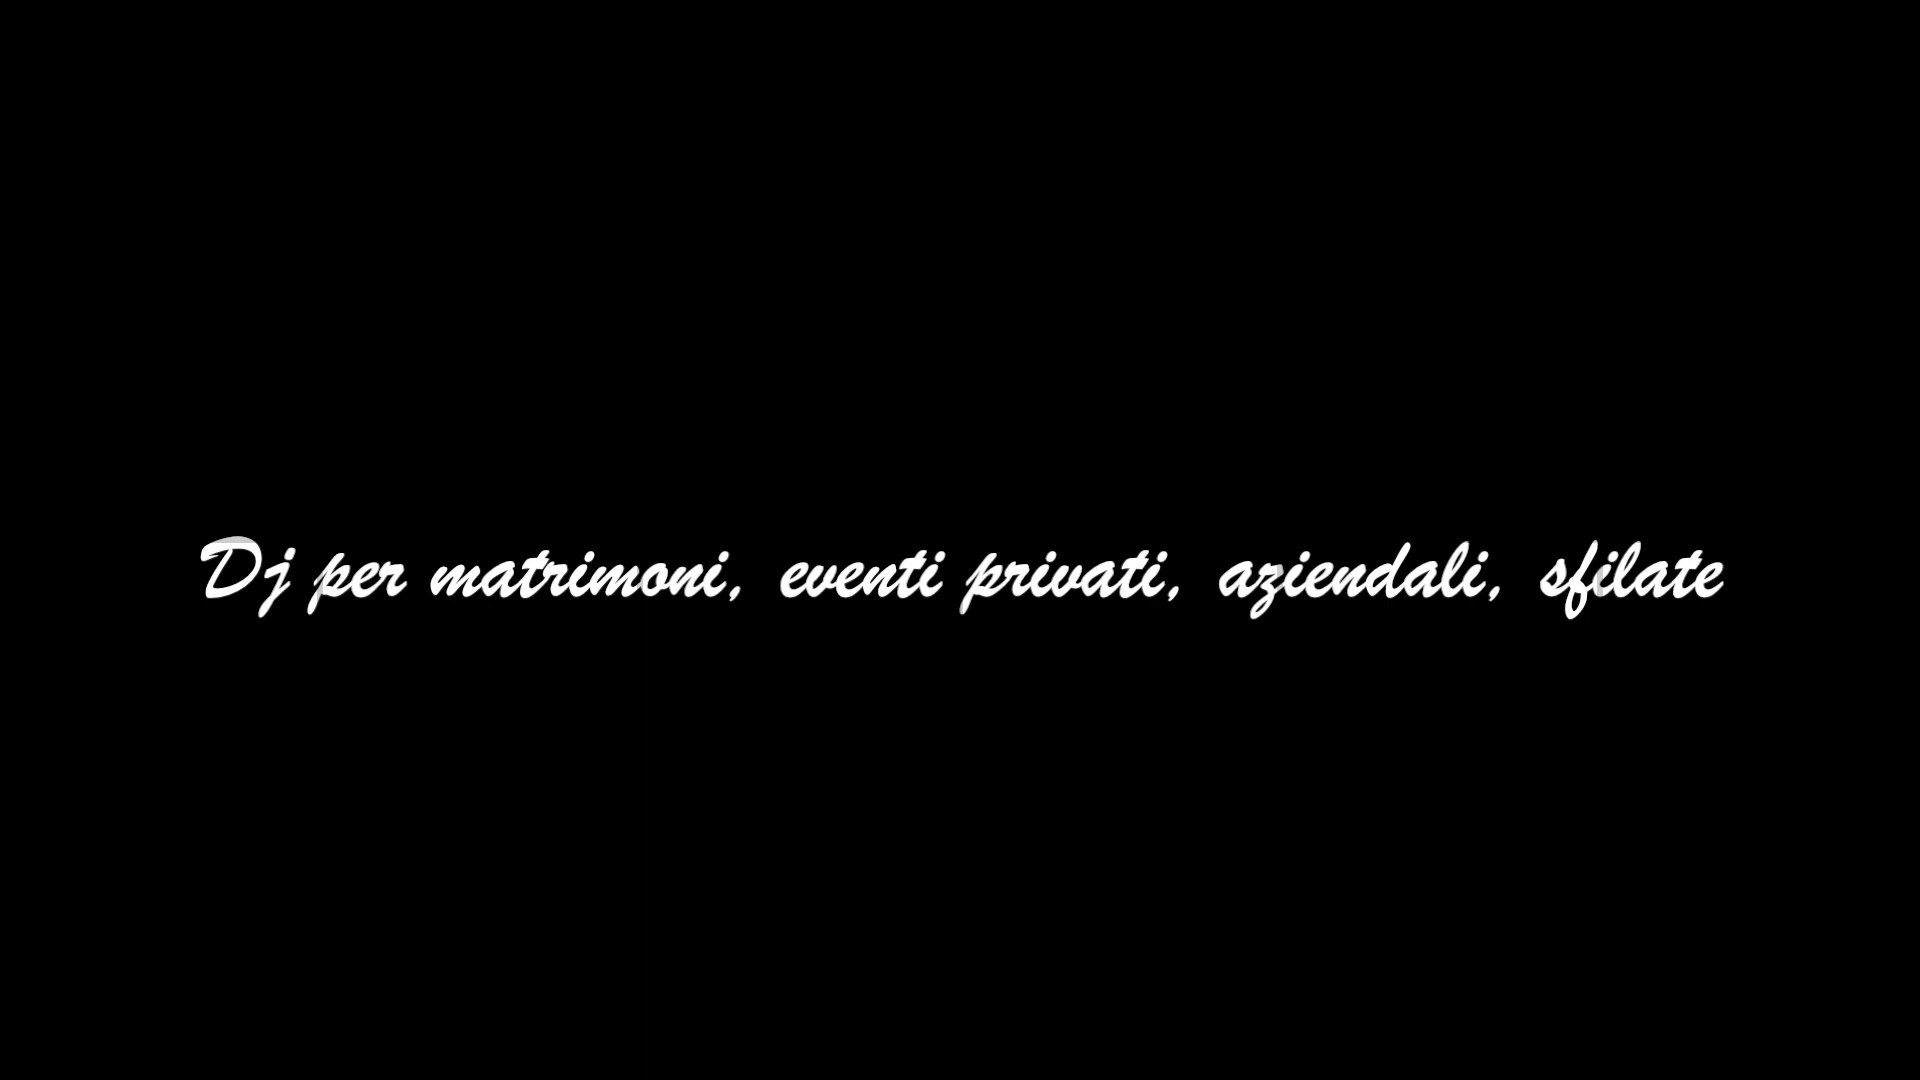 Dj per matrimoni, eventi privati, aziendali, sfilate